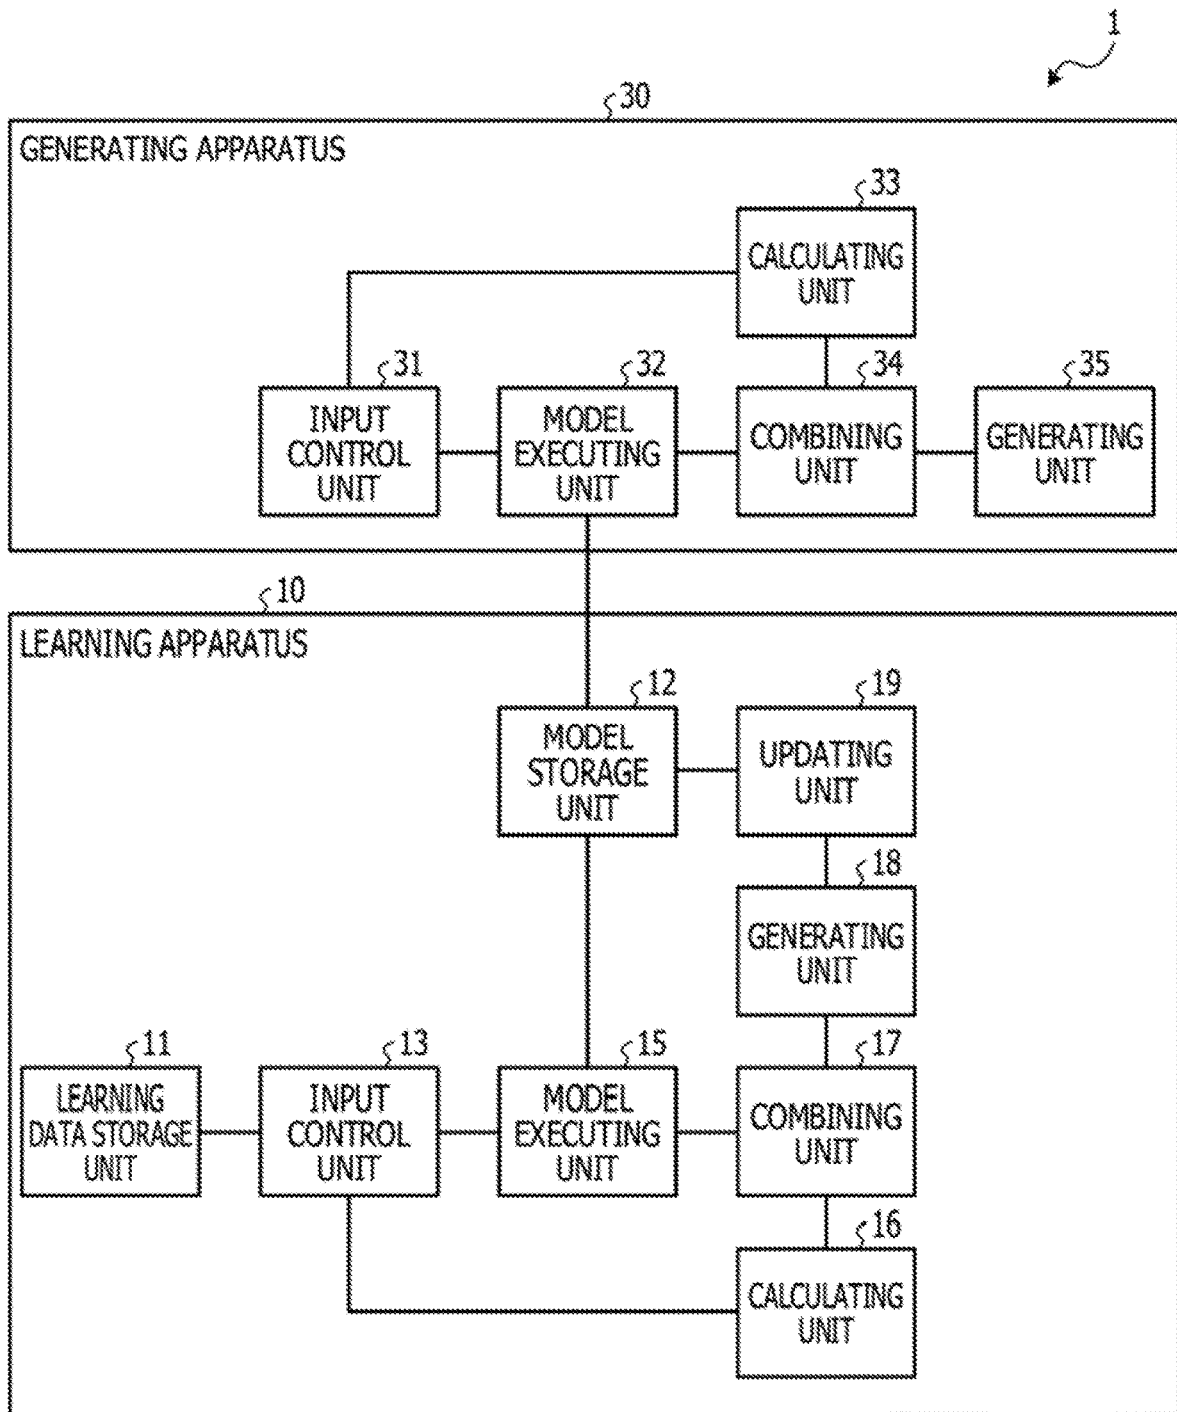 1
30
GENERATING APPARATUS
33
CALCULATING
UNIT
31
INPUT
CONTROL
UNIT
32
MODEL
EXECUTING
UNIT
34
COMBINING
UNIT
35
GENERATING
UNIT
10
LEARNING APPARATUS
12
MODEL
STORAGE
UNIT
19
UPDATING
UNIT
18
GENERATING
UNIT
11
LEARNING
DATA STORAGE
UNIT
13
INPUT
CONTROL
UNIT
15
MODEL
EXECUTING
UNIT
17
COMBINING
UNIT
16
CALCULATING
UNIT